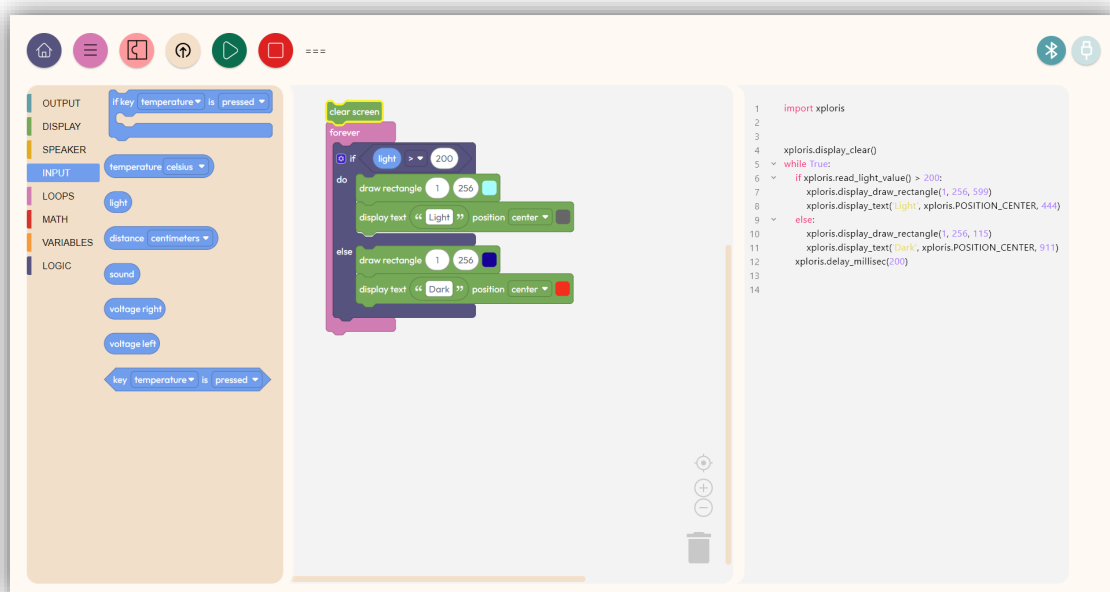 ===
OUTPUT
DISPLAY
SPEAKER
INPUT
LOOPS
MATH
VARIABLES
LOGIC
if key temperature is pressed
temperature celsius
light
distance centimeters
sound
voltage right
voltage left
key temperature is pressed
clear screen
forever
if light > 200
do draw rectangle 1 256
display text “ Light ” position center
else draw rectangle 1 256
display text “ Dark ” position center
1 import xploris
2
3
4 xploris.display_clear()
5 while True:
6 if xploris.read_light_value() > 200:
7 xploris.display_draw_rectangle(1, 256, 599)
8 xploris.display_text('Light', xploris.POSITION_CENTER, 444)
9 else:
10 xploris.display_draw_rectangle(1, 256, 115)
11 xploris.display_text('Dark', xploris.POSITION_CENTER, 911)
12 xploris.delay_millisec(200)
13
14